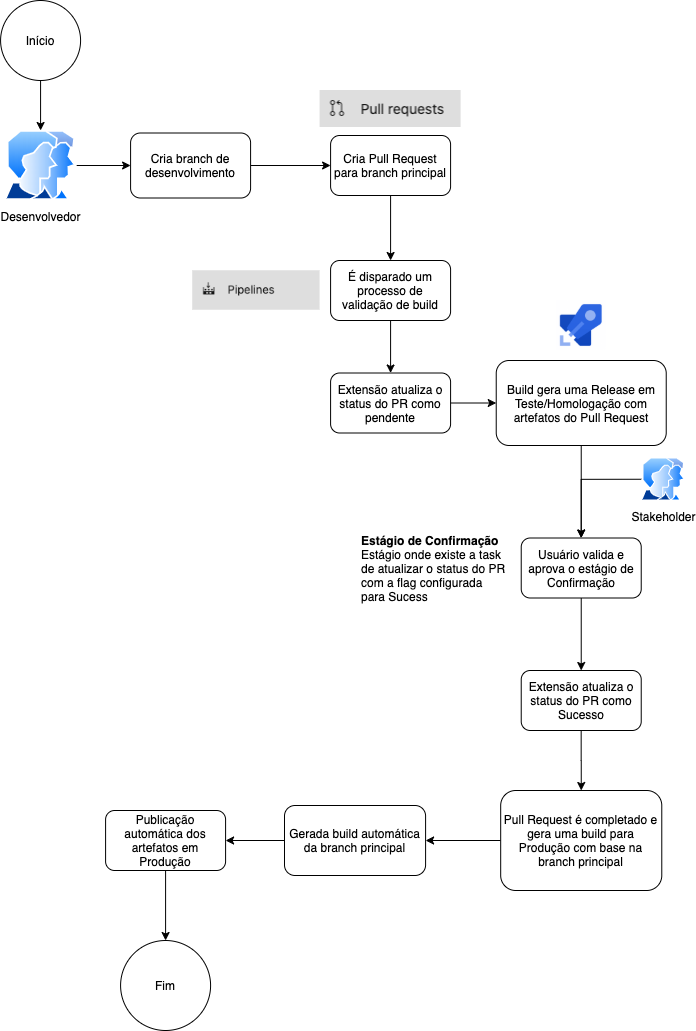 Início
Desenvolvedor
Cria branch de
desenvolvimento
Pull requests
Cria Pull Request
para branch principal
Pipelines
É disparado um
processo de
validação de build
Extensão atualiza o
status do PR como
pendente
Build gera uma Release em
Teste/Homologação com
artefatos do Pull Request
Stakeholder
Estágio de Confirmação
Estágio onde existe a task
de atualizar o status do PR
com a flag configurada
para Sucess
Usuário valida e
aprova o estágio de
Confirmação
Extensão atualiza o
status do PR como
Sucesso
Pull Request é completado e
gera uma build para
Produção com base na
branch principal
Gerada build automática
da branch principal
Publicação
automática dos
artefatos em
Produção
Fim